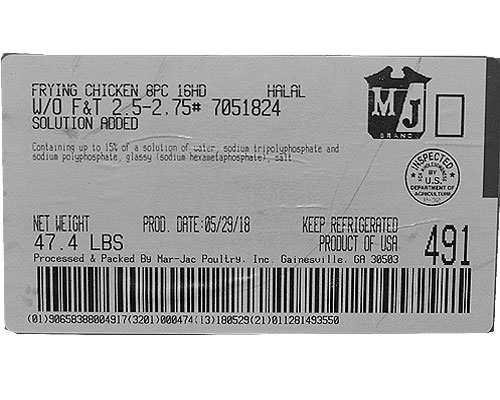 FRYING CHICKEN 8PC 16HD HALAL
W/O F&T 2.5-2.75# 7051824
SOLUTION ADDED
Containing up to 15% of a solution of water, sodium tripolyphosphate and
sodium polyphosphate, glassy (sodium hexametaphosphate), salt
MJ
BRAND
INSPECTED
FOR WHOLESOMENESS
BY
U.S.
DEPARTMENT OF
AGRICULTURE
NET WEIGHT PROD. DATE:05/29/18 KEEP REFRIGERATED
47.4 LBS PRODUCT OF USA 491
Processed & Packed By Mar-Jac Poultry, Inc. Gainesville, GA 30503
(01)90658388004917(3201)000474(13)180529(21)011281493550